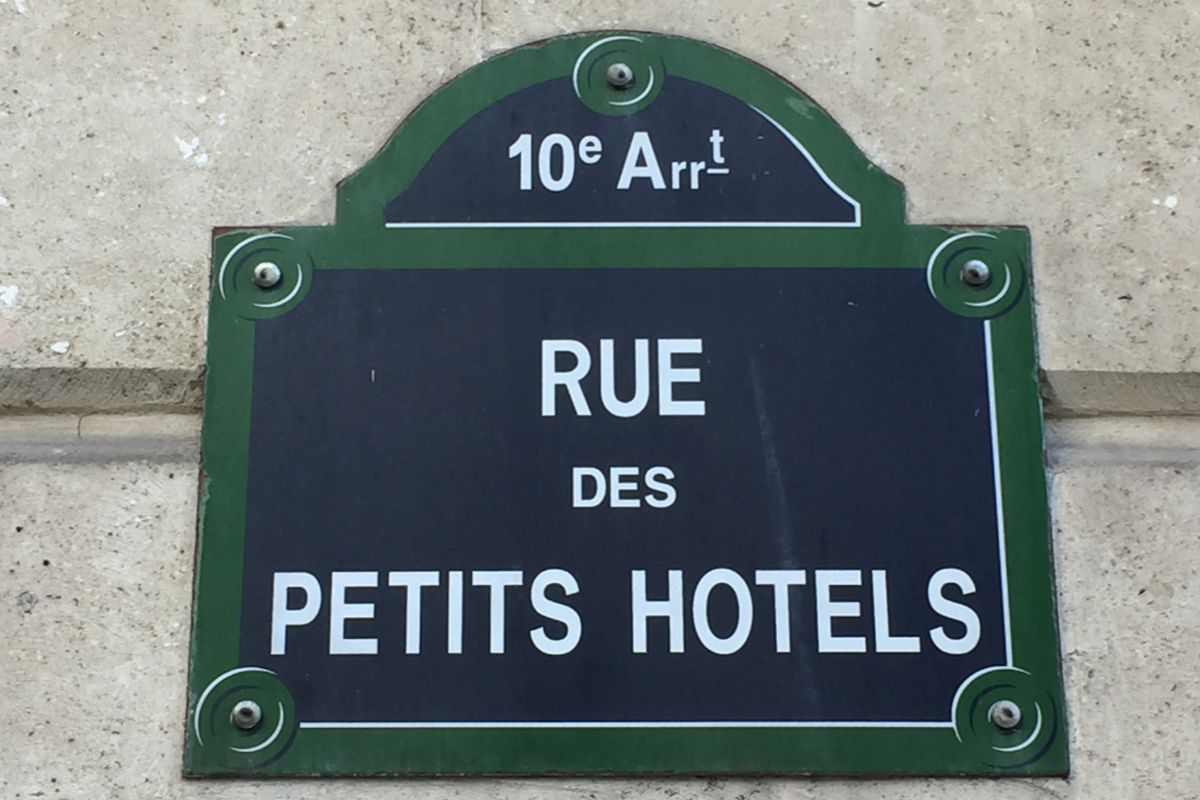 10e Arrt
RUE
DES
PETITS HOTELS